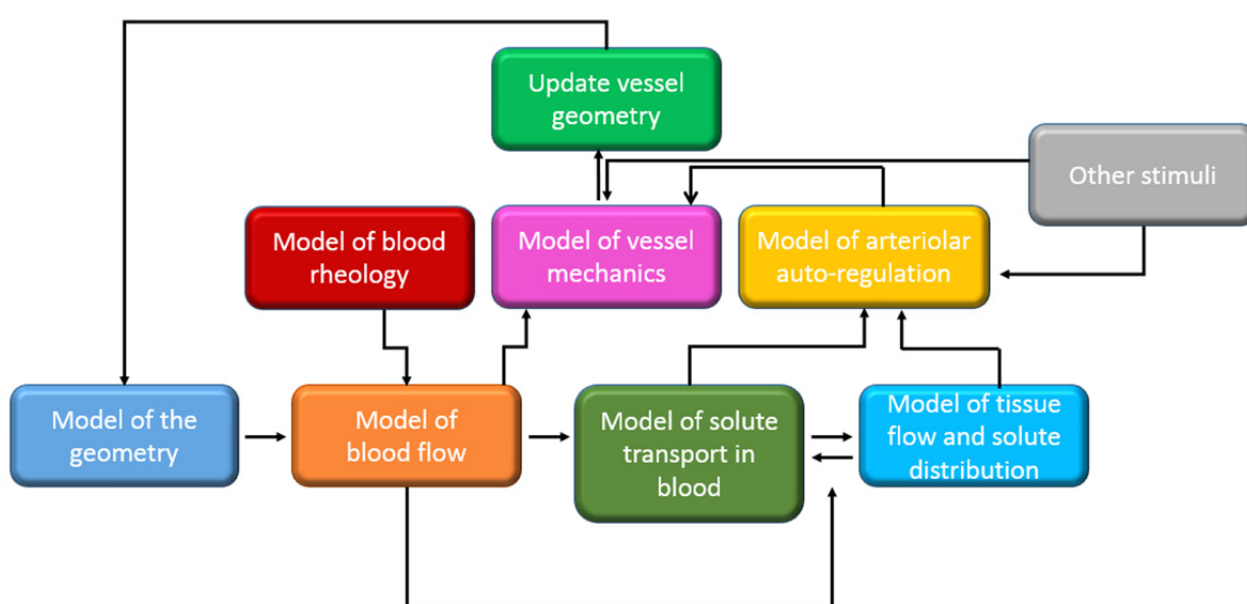 Update vessel
geometry
Other stimuli
Model of blood
rheology
Model of vessel
mechanics
Model of arteriolar
auto-regulation
Model of the
geometry
Model of
blood flow
Model of solute
transport in
blood
Model of tissue
flow and solute
distribution